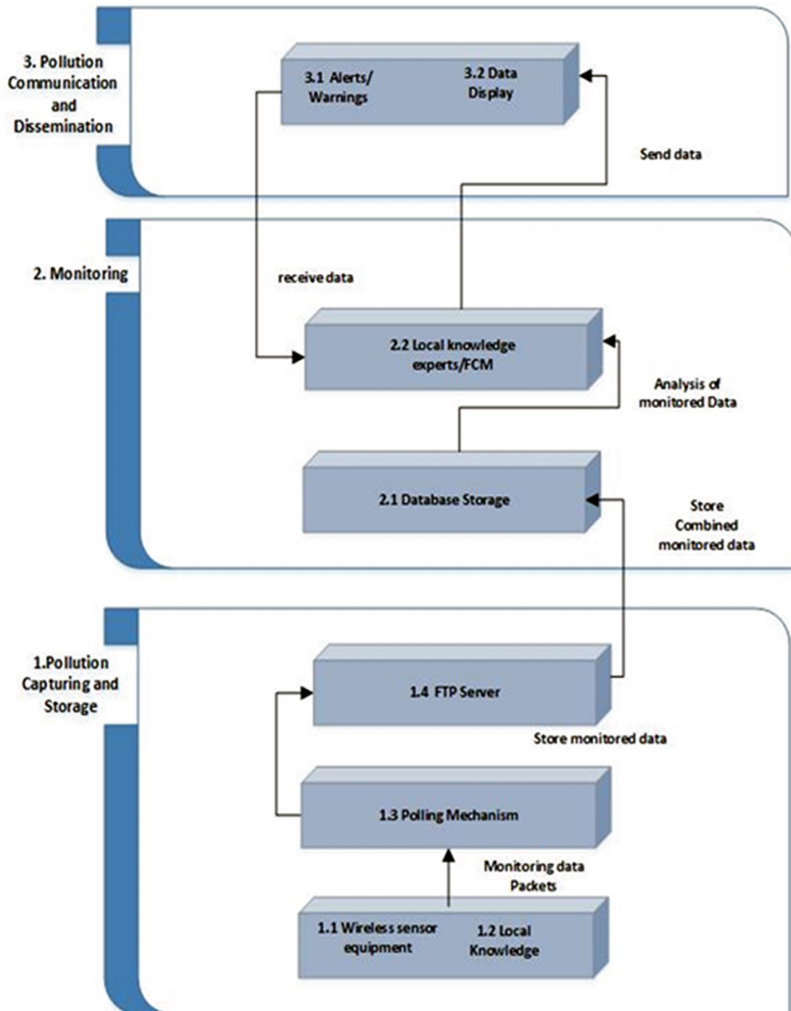 3. Pollution
Communication
and
Dissemination
3.1 Alerts/
Warnings
3.2 Data
Display
Send data
2. Monitoring
receive data
2.2 Local knowledge
experts/FCM
Analysis of
monitored Data
2.1 Database Storage
Store
Combined
monitored data
1.Pollution
Capturing and
Storage
1.4 FTP Server
Store monitored data
1.3 Polling Mechanism
Monitoring data
Packets
1.1 Wireless sensor
equipment
1.2 Local
Knowledge